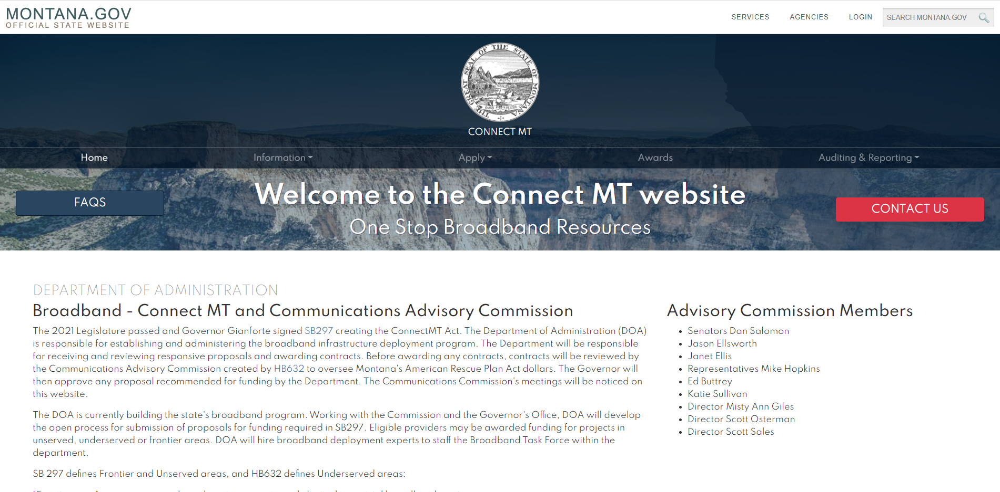 MONTANA.GOV
OFFICIAL STATE WEBSITE
SERVICES
AGENCIES
LOGIN
SEARCH MONTANA.GOV
THE GREAT SEAL OF THE STATE OF MONTANA
CONNECT MT
Home
Information
Apply
Awards
Auditing & Reporting
FAQS
Welcome to the Connect MT website
One Stop Broadband Resources
CONTACT US
DEPARTMENT OF ADMINISTRATION
Broadband - Connect MT and Communications Advisory Commission
The 2021 Legislature passed and Governor Gianforte signed SB297 creating the ConnectMT Act. The Department of Administration (DOA)
is responsible for establishing and administering the broadband infrastructure deployment program. The Department will be responsible
for receiving and reviewing responsive proposals and awarding contracts. Before awarding any contracts, contracts will be reviewed by
the Communications Advisory Commission created by HB632 to oversee Montana's American Rescue Plan Act dollars. The Governor will
then approve any proposal recommended for funding by the Department. The Communications Commission's meetings will be noticed on
this website.
The DOA is currently building the state's broadband program. Working with the Commission and the Governor's Office, DOA will develop
the open process for submission of proposals for funding required in SB297. Eligible providers may be awarded funding for projects in
unserved, underserved or frontier areas. DOA will hire broadband deployment experts to staff the Broadband Task Force within the
department.
SB 297 defines Frontier and Unserved areas, and HB632 defines Underserved areas:
Advisory Commission Members
Senators Dan Salomon
Jason Ellsworth
Janet Ellis
Representatives Mike Hopkins
Ed Buttrey
Katie Sullivan
Director Misty Ann Giles
Director Scott Osterman
Director Scott Sales